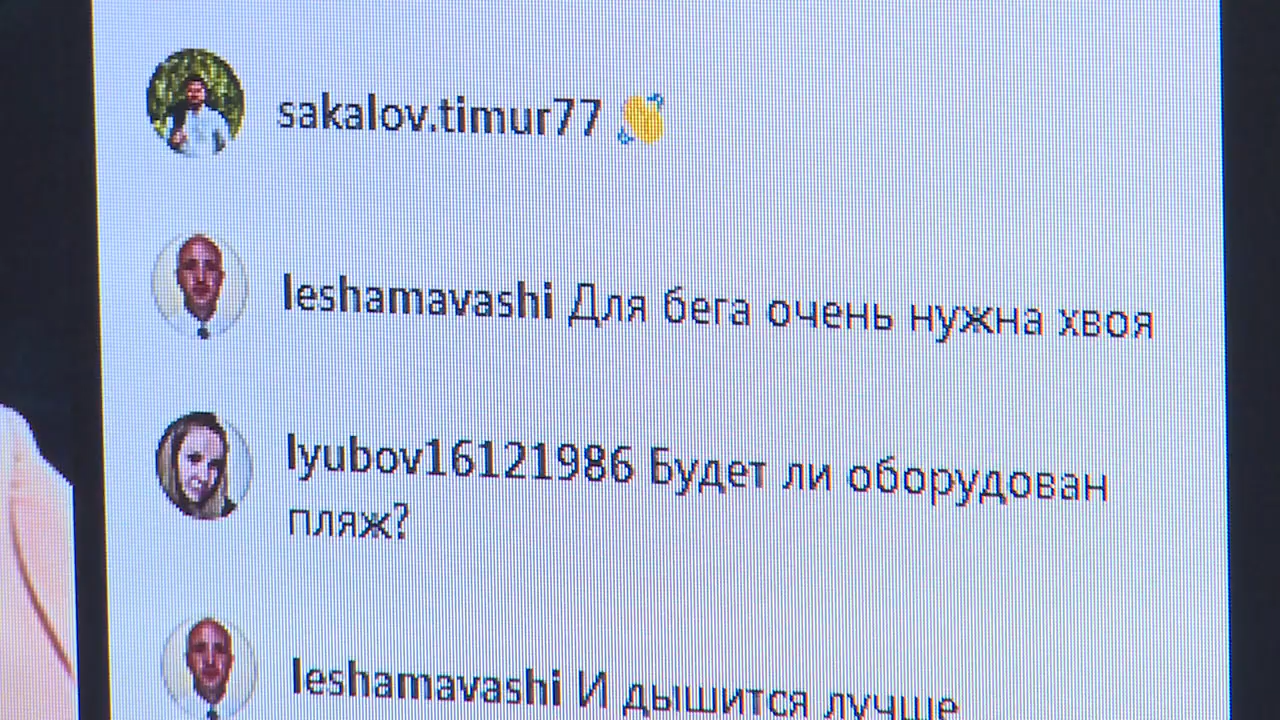 sakalov.timur77 👏
leshamavashi Для бега очень нужна хвоя
lyubov16121986 Будет ли оборудован
пляж?
leshamavashi И дышится лучше